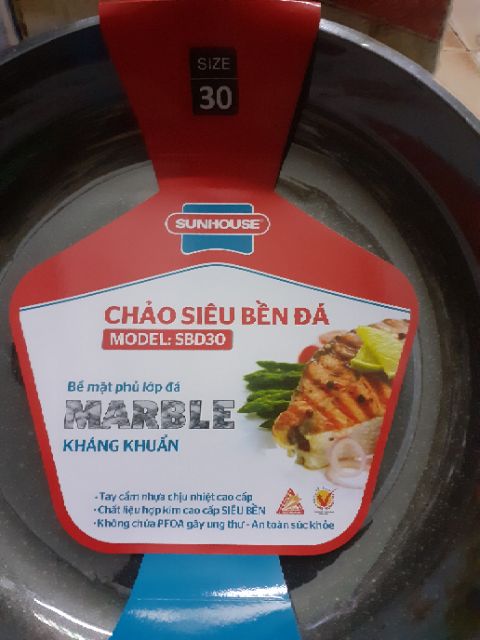 SIZE
30
SUNHOUSE
CHẢO SIÊU BỀN ĐÁ
MODEL: SBD30
Bề mặt phủ lớp đá
MARBLE
KHÁNG KHUẨN
• Tay cầm nhựa chịu nhiệt cao cấp
• Chất liệu hợp kim cao cấp SIÊU BỀN
• Không chứa PFOA gây ung thư - An toàn sức khỏe